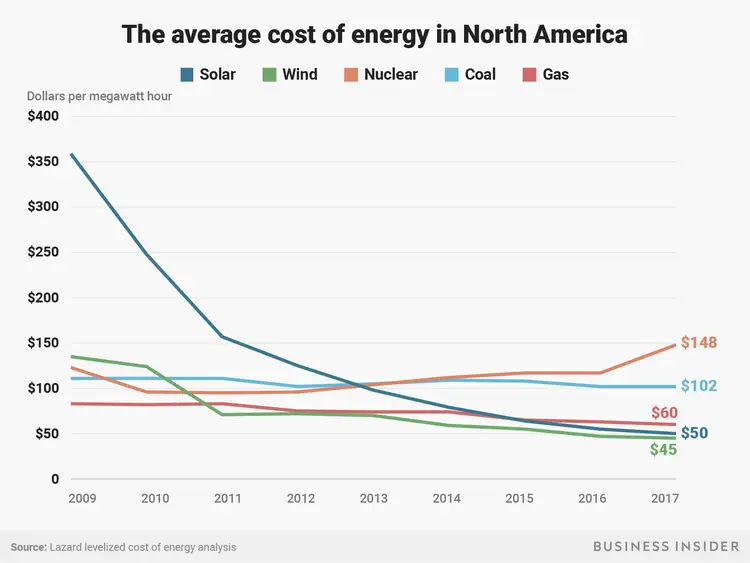 The average cost of energy in North America
Solar Wind Nuclear Coal Gas
Dollars per megawatt hour
$400
$350
$300
$250
$200
$150
$148
$100
$102
$60
$50
$50
$45
0
2009 2010 2011 2012 2013 2014 2015 2016 2017
Source: Lazard levelized cost of energy analysis
BUSINESS INSIDER